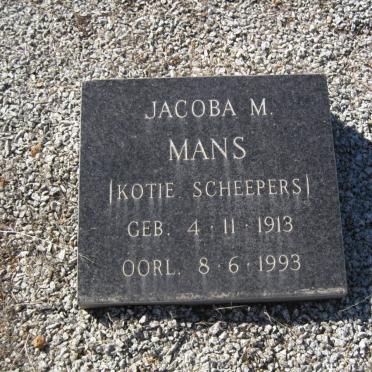 JACOBA M.
MANS
|KOTIE SCHEEPERS|
GEB. 4·11·1913
OORL. 8·6·1993